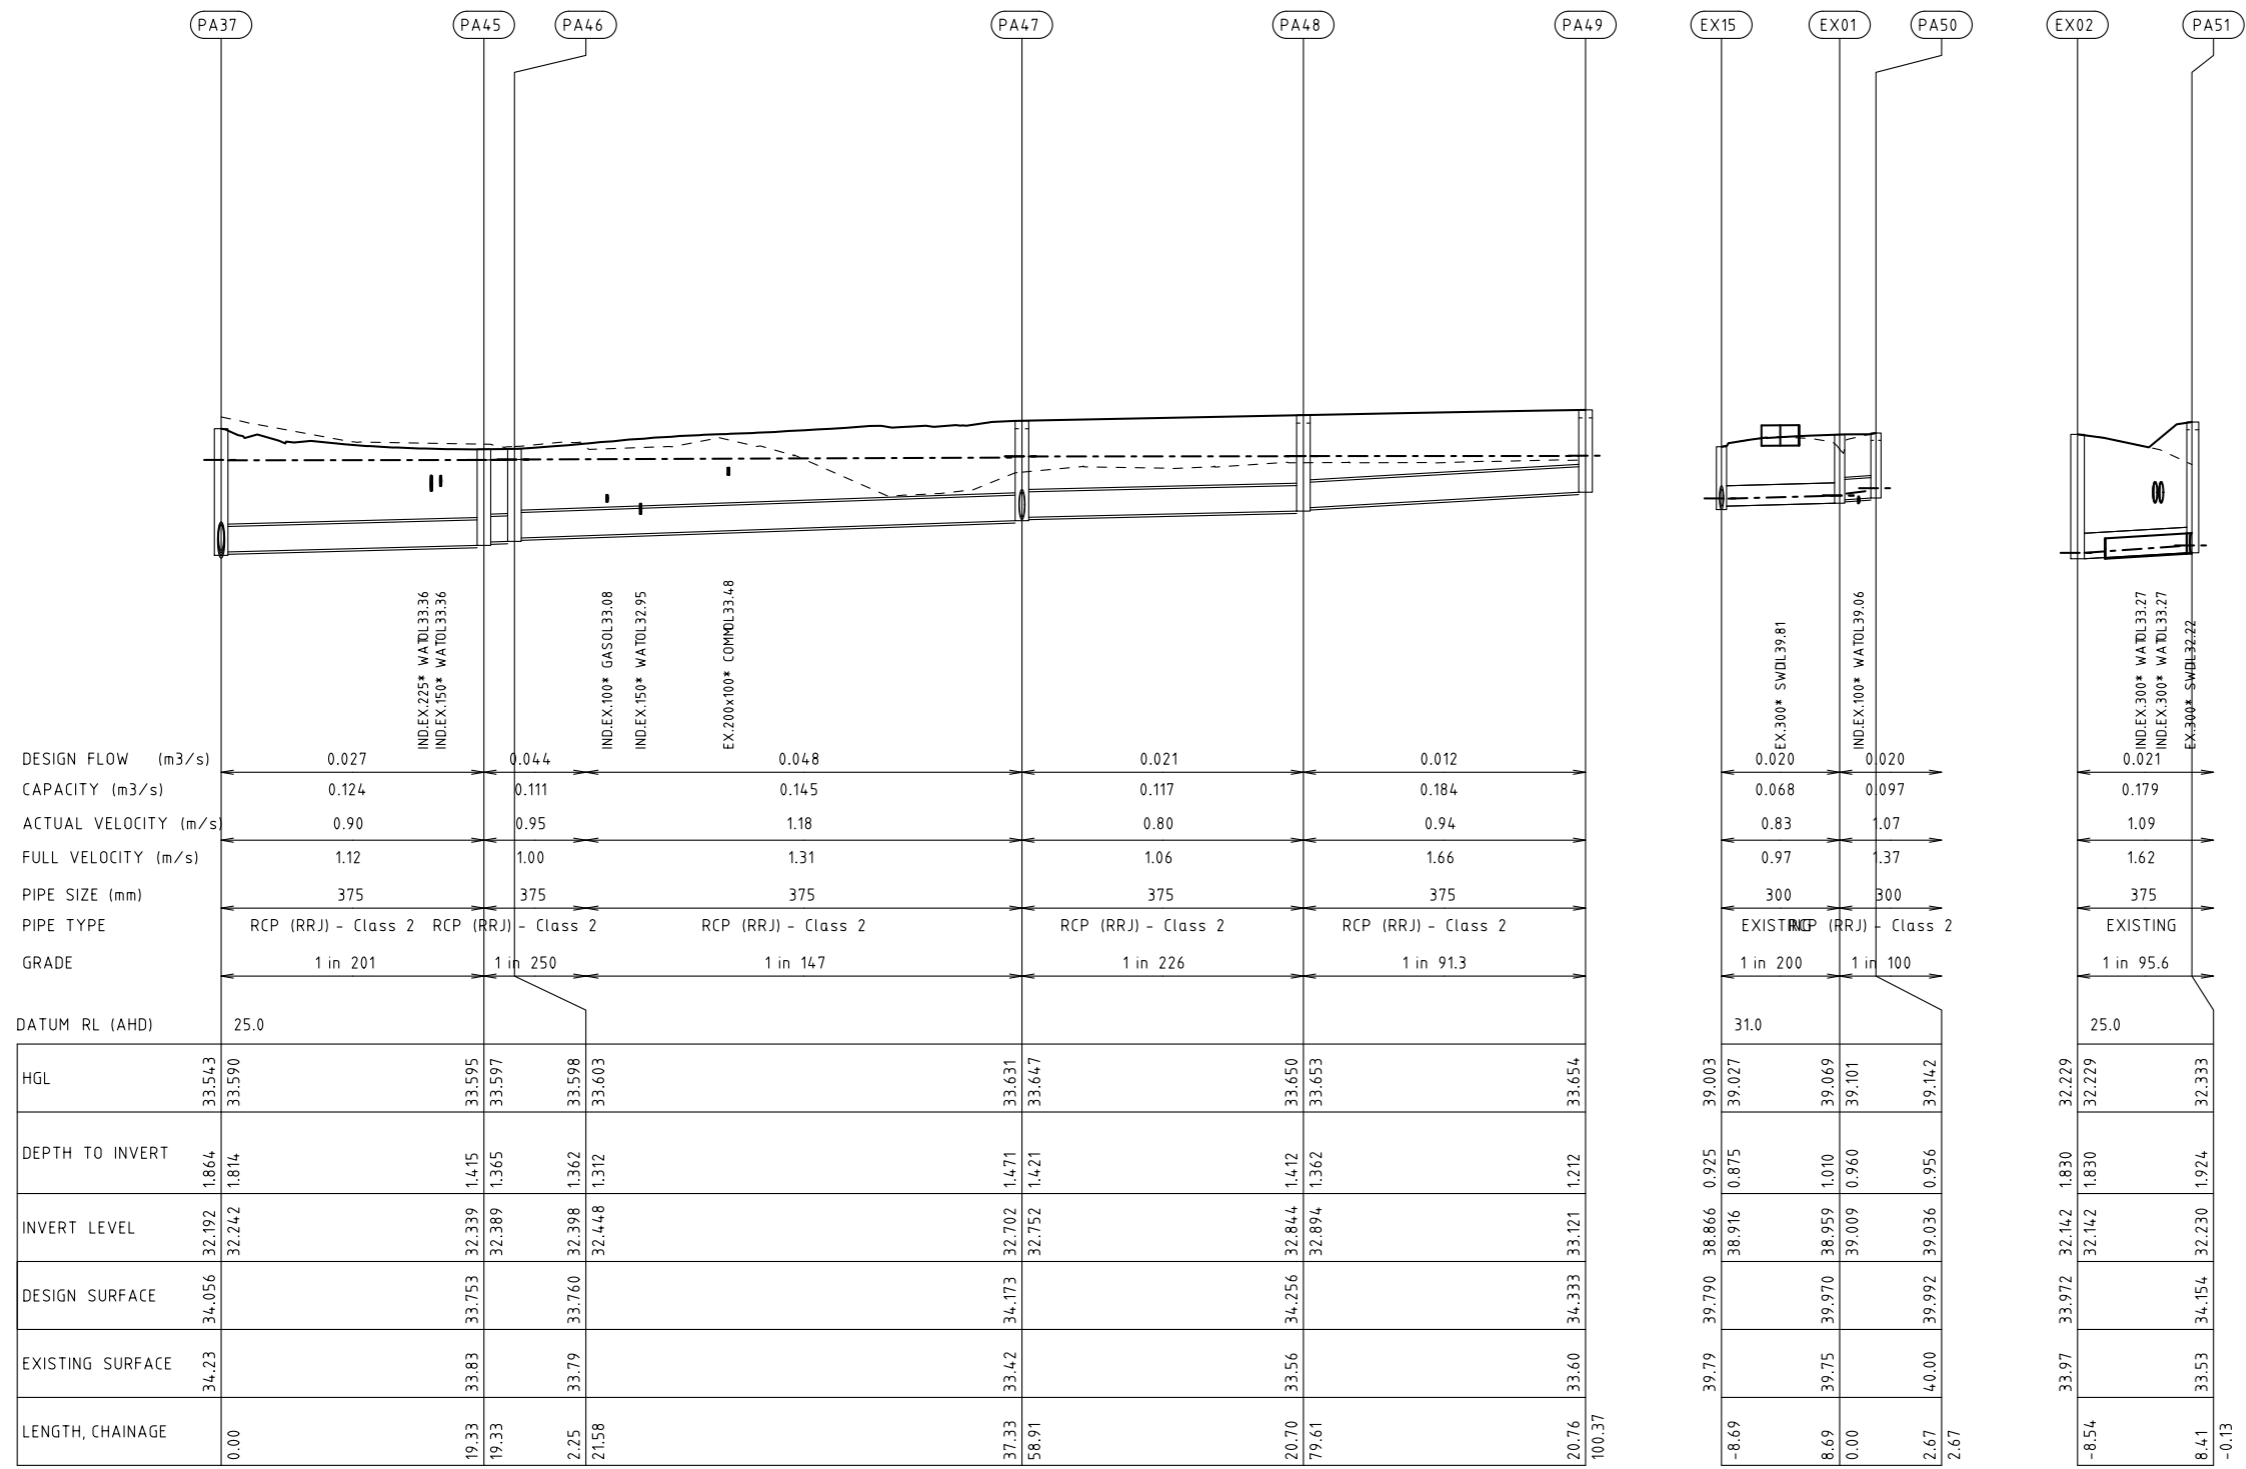 PA37 PA45 PA46 PA47 PA48 PA49 EX15 EX01 PA50 EX02 PA51
IND.EX.225* WATOL33.36
IND.EX.150* WATOL33.36
IND.EX.100* GASOL33.08
IND.EX.150* WATOL32.95
EX.200x100* COMMOL33.48
EX.300* SWDL39.81
IND.EX.100* WATOL39.06
IND.EX.300* WATOL33.27
IND.EX.300* WATOL33.27
EX.300* SWDL32.22
DESIGN FLOW (m3/s) 0.027 0.044 0.048 0.021 0.012 0.020 0.020 0.021
CAPACITY (m3/s) 0.124 0.111 0.145 0.117 0.184 0.068 0.097 0.179
ACTUAL VELOCITY (m/s) 0.90 0.95 1.18 0.80 0.94 0.83 1.07 1.09
FULL VELOCITY (m/s) 1.12 1.00 1.31 1.06 1.66 0.97 1.37 1.62
PIPE SIZE (mm) 375 375 375 375 375 300 300 375
PIPE TYPE RCP (RRJ) - Class 2 RCP (RRJ) - Class 2 RCP (RRJ) - Class 2 RCP (RRJ) - Class 2 RCP (RRJ) - Class 2 EXISTING RCP (RRJ) - Class 2 EXISTING
GRADE 1 in 201 1 in 250 1 in 147 1 in 226 1 in 91.3 1 in 200 1 in 100 1 in 95.6
DATUM RL (AHD) 25.0 31.0 25.0
HGL 33.543 33.590 33.595 33.597 33.598 33.603 33.631 33.647 33.650 33.653 33.654 39.003 39.027 39.069 39.101 39.142 32.229 32.229 32.333
DEPTH TO INVERT 1.864 1.814 1.415 1.365 1.362 1.312 1.471 1.421 1.412 1.362 1.212 0.925 0.875 1.010 0.960 0.956 1.830 1.830 1.924
INVERT LEVEL 32.192 32.242 32.339 32.389 32.398 32.448 32.702 32.752 32.844 32.894 33.121 38.866 38.916 38.959 39.009 39.036 32.142 32.142 32.230
DESIGN SURFACE 34.056 33.753 33.760 34.173 34.256 34.333 39.790 39.970 39.992 33.972 34.154
EXISTING SURFACE 34.23 33.83 33.79 33.42 33.56 33.60 39.79 39.75 40.00 33.97 33.53
LENGTH, CHAINAGE 0.00 19.33 19.33 2.25 21.58 37.33 58.91 20.70 79.61 20.76 100.37 -8.69 8.69 0.00 2.67 2.67 -8.54 8.41 -0.13